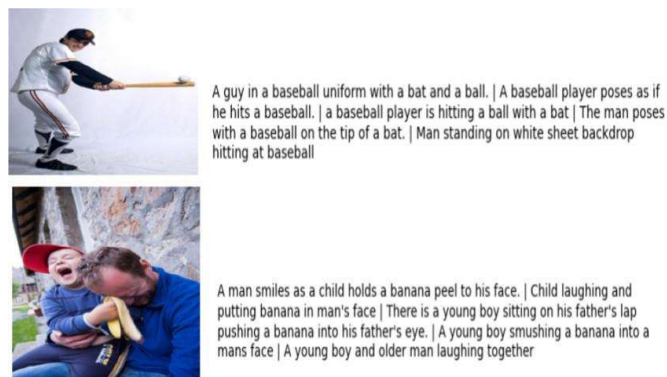 A guy in a baseball uniform with a bat and a ball. | A baseball player poses as if
he hits a baseball. | a baseball player is hitting a ball with a bat | The man poses
with a baseball on the tip of a bat. | Man standing on white sheet backdrop
hitting at baseball
A man smiles as a child holds a banana peel to his face. | Child laughing and
putting banana in man's face | There is a young boy sitting on his father's lap
pushing a banana into his father's eye. | A young boy smushing a banana into a
mans face | A young boy and older man laughing together